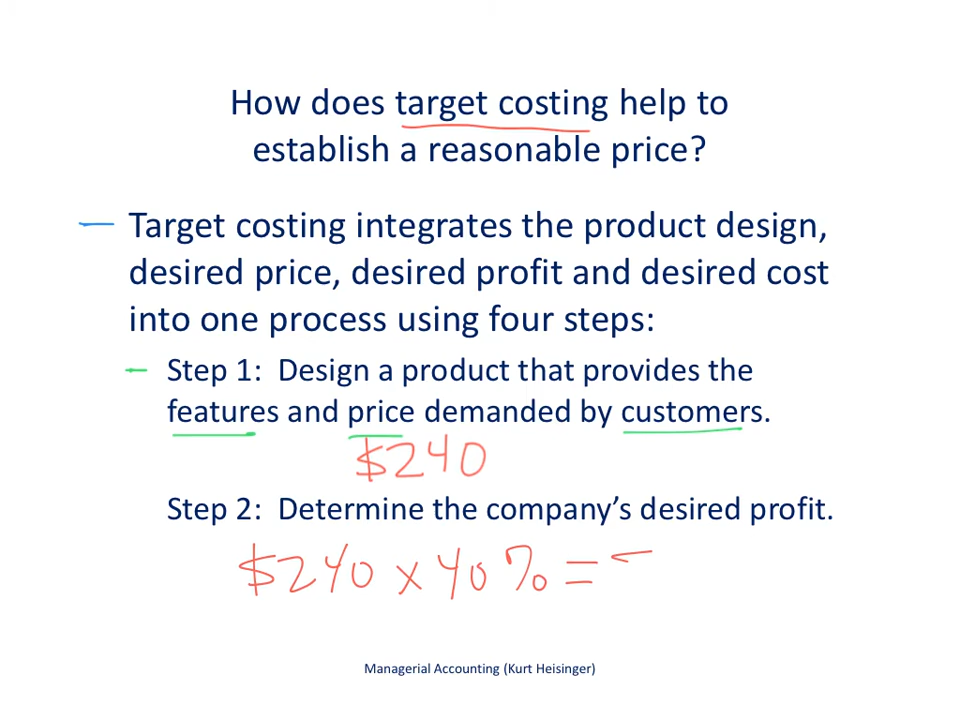 How does target costing help to
establish a reasonable price?
Target costing integrates the product design,
desired price, desired profit and desired cost
into one process using four steps:
Step 1: Design a product that provides the
features and price demanded by customers.
$240
Step 2: Determine the company’s desired profit.
$240 x 40% =
Managerial Accounting (Kurt Heisinger)